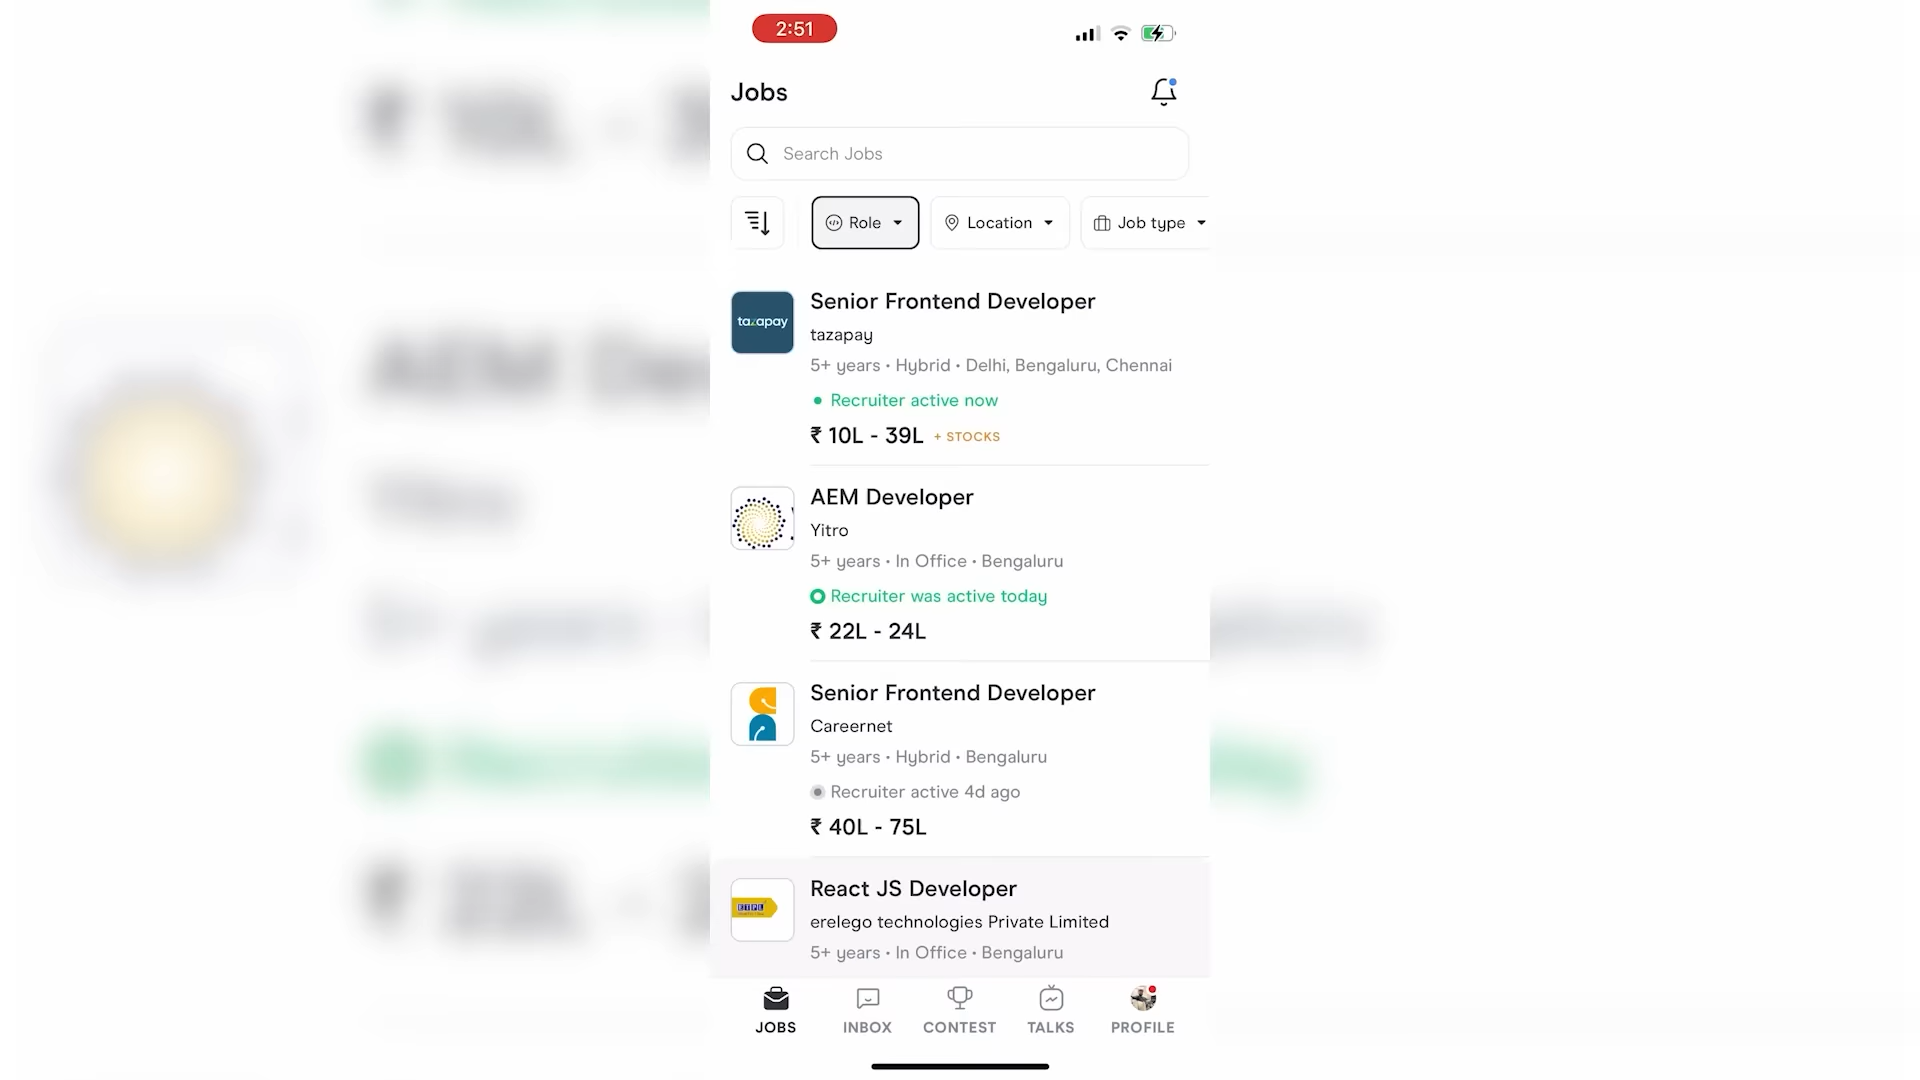 2:51
Jobs
Search Jobs
Role
Location
Job type
tazapay
Senior Frontend Developer
tazapay
5+ years • Hybrid • Delhi, Bengaluru, Chennai
Recruiter active now
₹ 10L - 39L + STOCKS
AEM Developer
Yitro
5+ years • In Office • Bengaluru
Recruiter was active today
₹ 22L - 24L
Senior Frontend Developer
Careernet
5+ years • Hybrid • Bengaluru
Recruiter active 4d ago
₹ 40L - 75L
ETPL
React JS Developer
erelego technologies Private Limited
5+ years • In Office • Bengaluru
JOBS
INBOX
CONTEST
TALKS
PROFILE